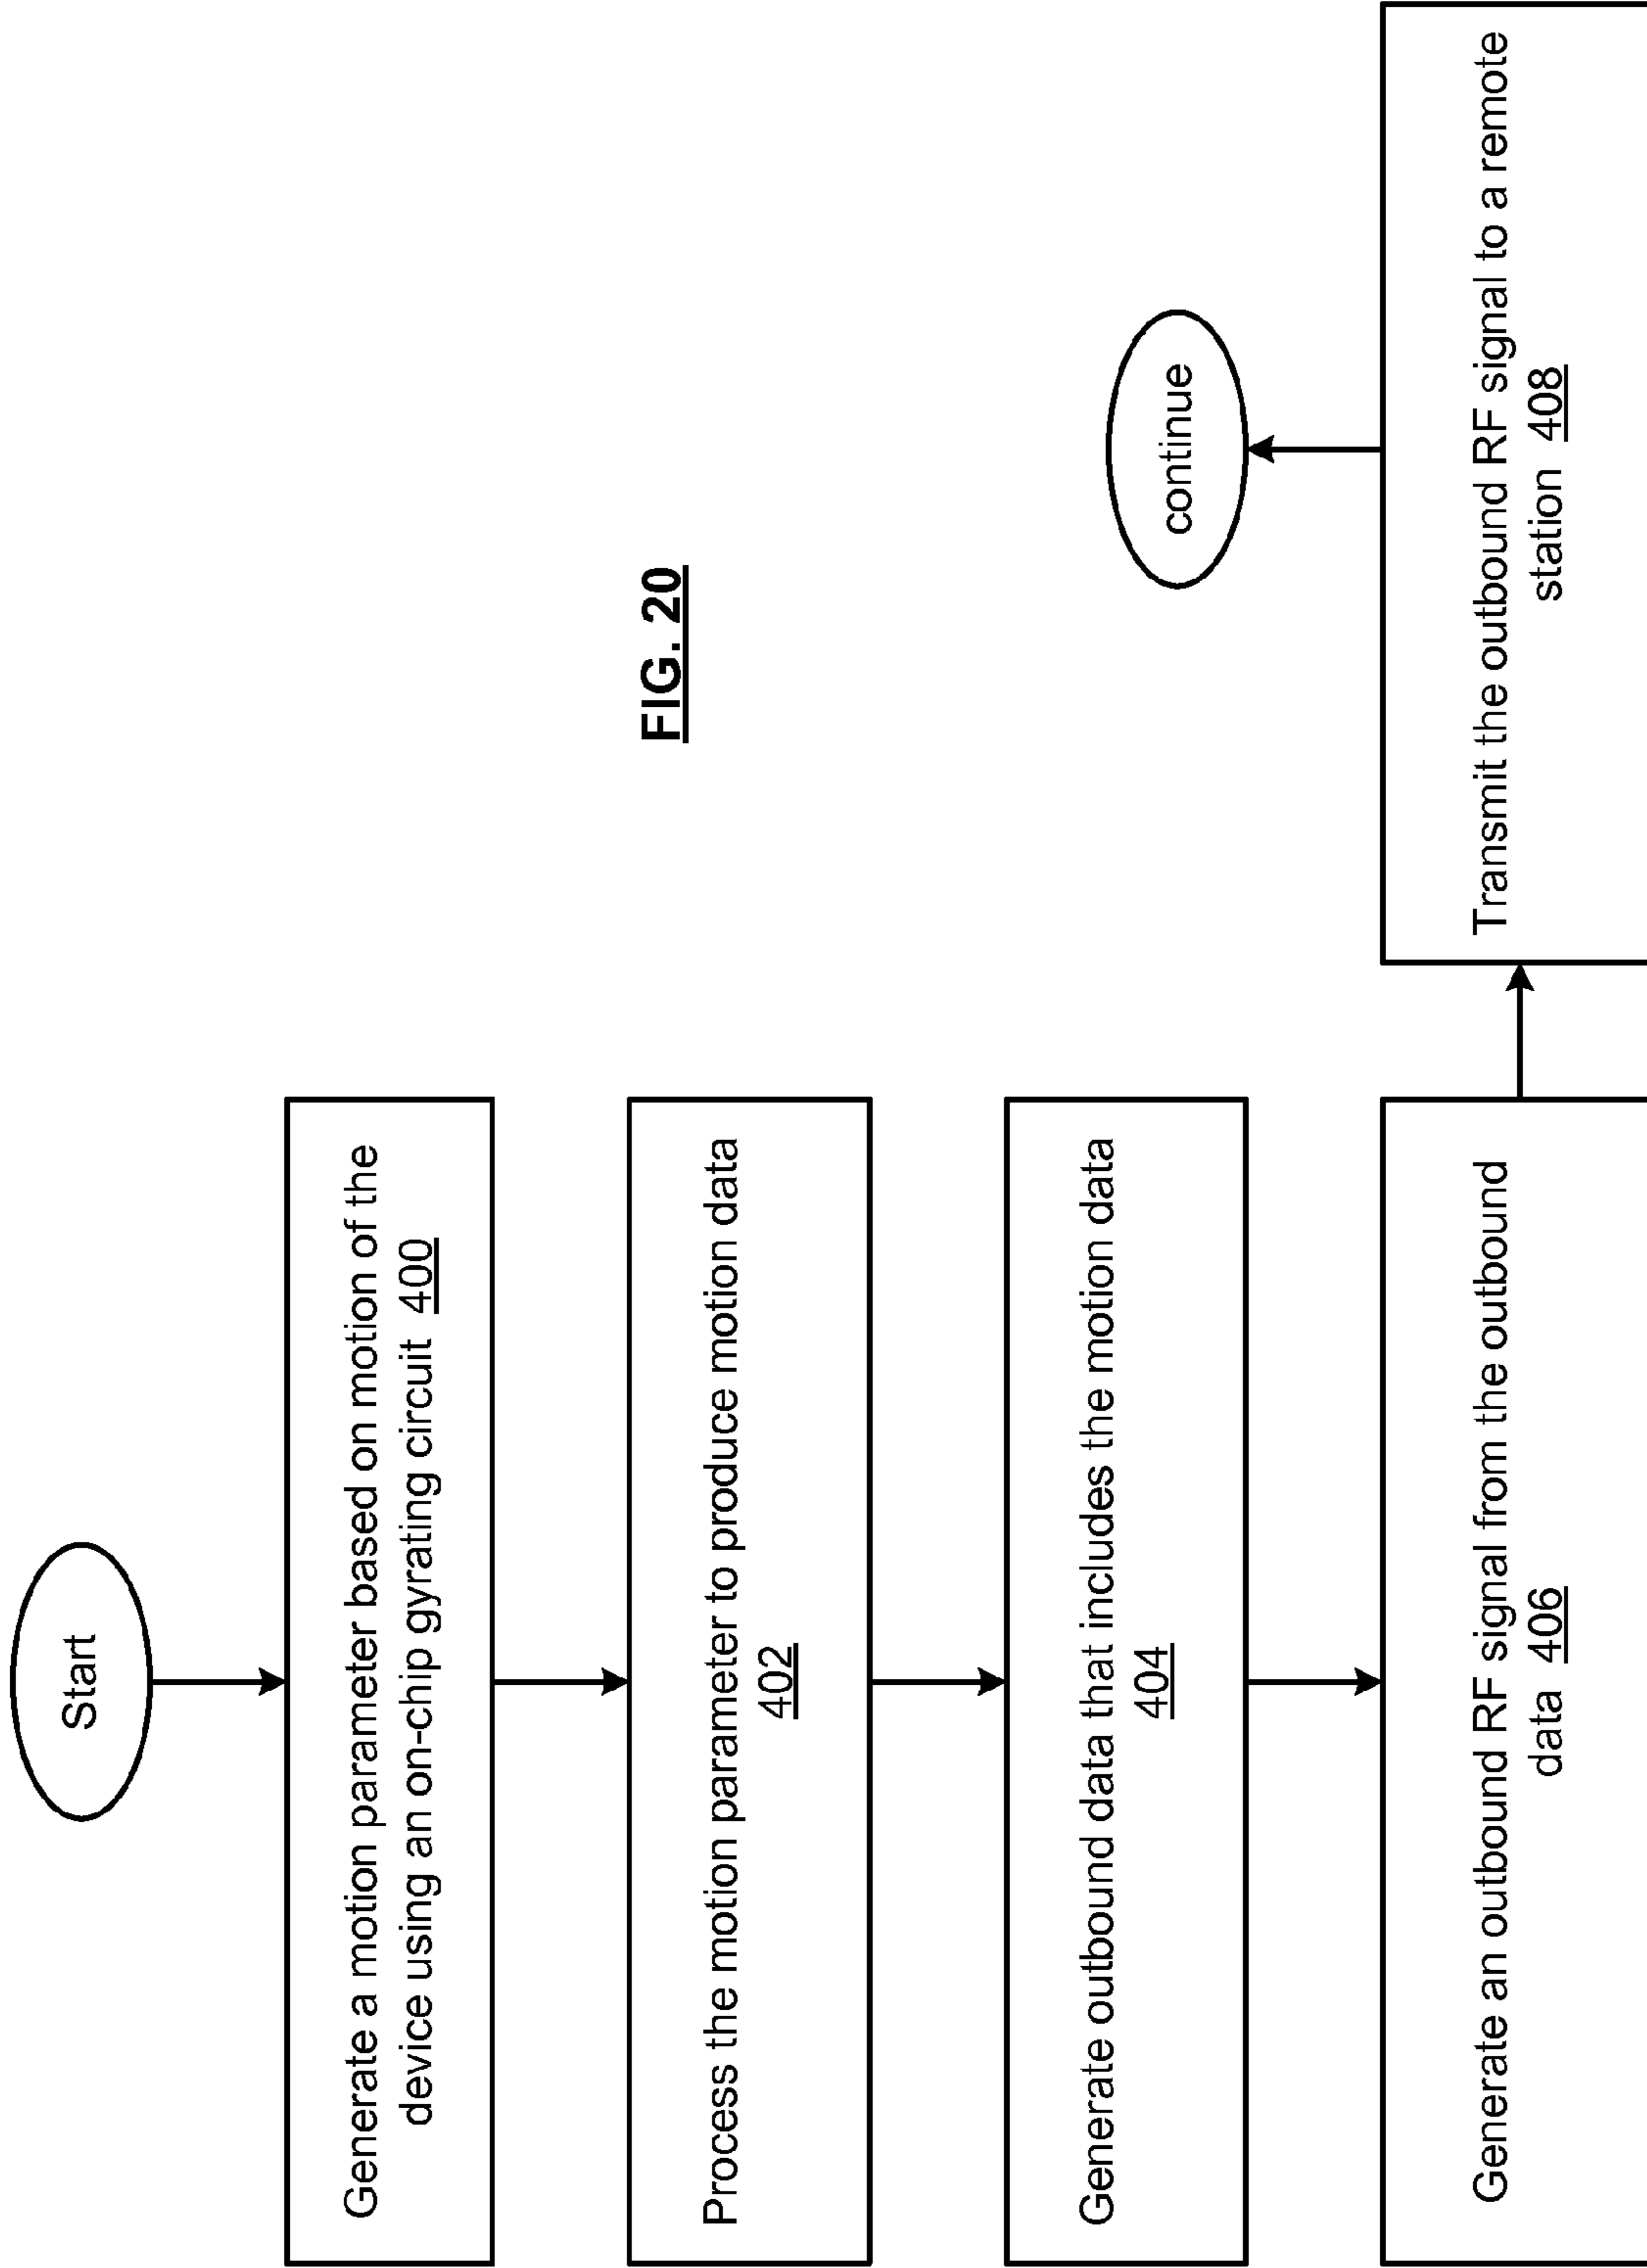 Start
Generate a motion parameter based on motion of the
device using an on-chip gyrating circuit 400
Process the motion parameter to produce motion data
402
Generate outbound data that includes the motion data
404
Generate an outbound RF signal from the outbound
data 406
Transmit the outbound RF signal to a remote
station 408
continue
FIG. 20